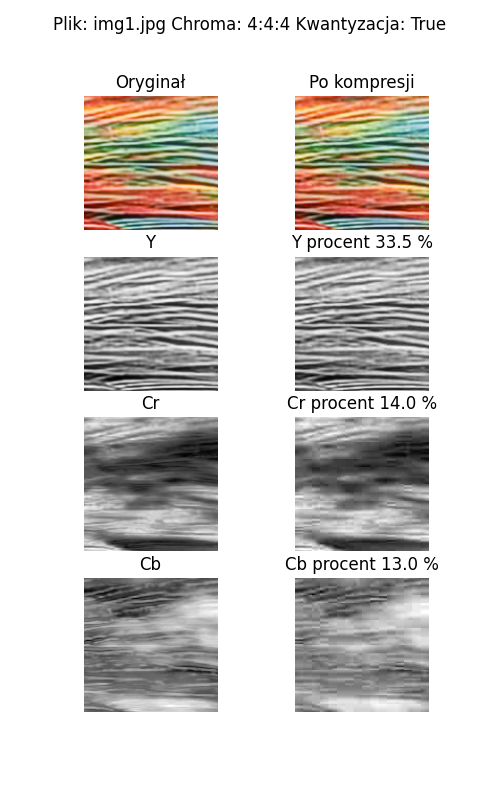 Plik: img1.jpg Chroma: 4:4:4 Kwantyzacja: True
Oryginał
Po kompresji
Y
Y procent 33.5 %
Cr
Cr procent 14.0 %
Cb
Cb procent 13.0 %